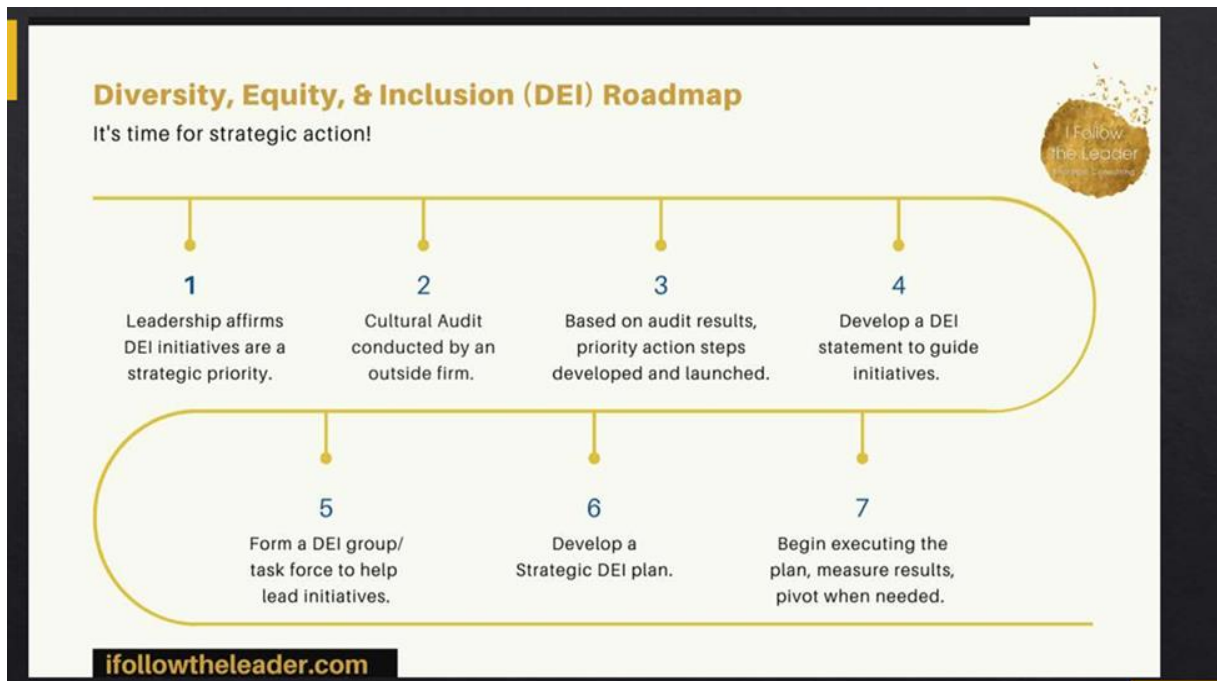 Diversity, Equity, & Inclusion (DEI) Roadmap
It's time for strategic action!
I Follow
the Leader
1
Leadership affirms
DEI initiatives are a
strategic priority.
2
Cultural Audit
conducted by an
outside firm.
3
Based on audit results,
priority action steps
developed and launched.
4
Develop a DEI
statement to guide
initiatives.
5
Form a DEI group/
task force to help
lead initiatives.
6
Develop a
Strategic DEI plan.
7
Begin executing the
plan, measure results,
pivot when needed.
ifollowtheleader.com